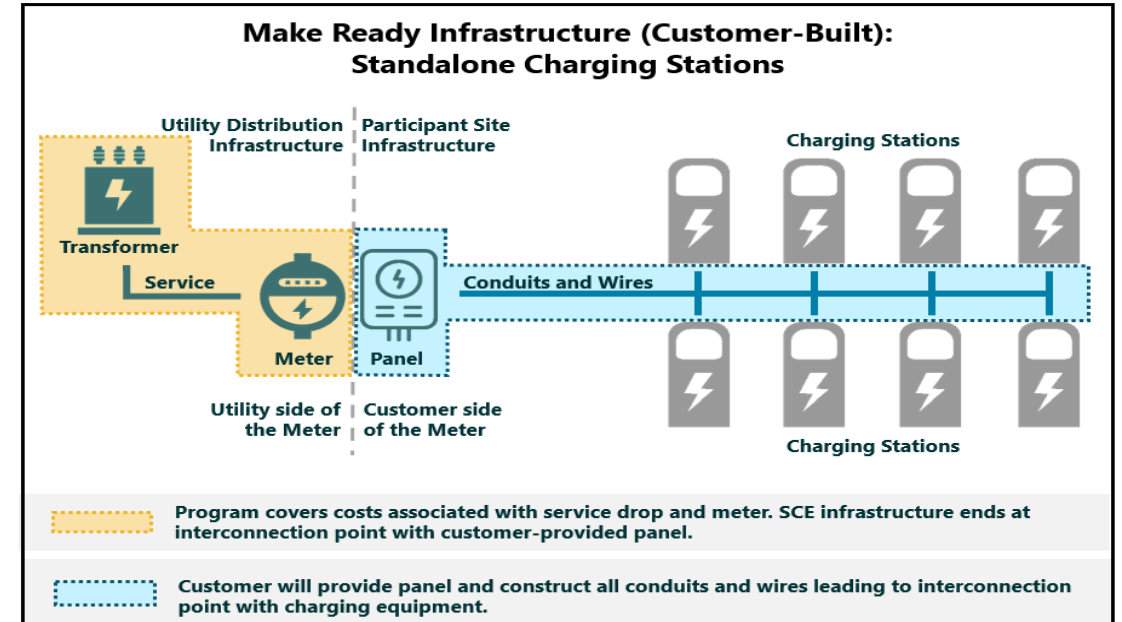 Make Ready Infrastructure (Customer-Built):
Standalone Charging Stations
Utility Distribution
Infrastructure
Participant Site
Infrastructure
Charging Stations
Transformer
Service
Meter
Panel
Conduits and Wires
Utility side of
the Meter
Customer side
of the Meter
Charging Stations
Program covers costs associated with service drop and meter. SCE infrastructure ends at
interconnection point with customer-provided panel.
Customer will provide panel and construct all conduits and wires leading to interconnection
point with charging equipment.